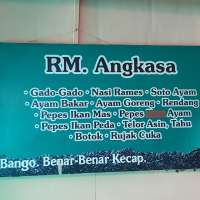 RM. Angkasa
· Gado-Gado · Nasi Rames · Soto Ayam
· Ayam Bakar · Ayam Goreng · Rendang
· Pepes Ikan Mas · Pepes Ayam
· Pepes Ikan Peda · Telor Asin, Tahu
· Botok · Rujak Cuka
Bango. Benar-Benar Kecap.